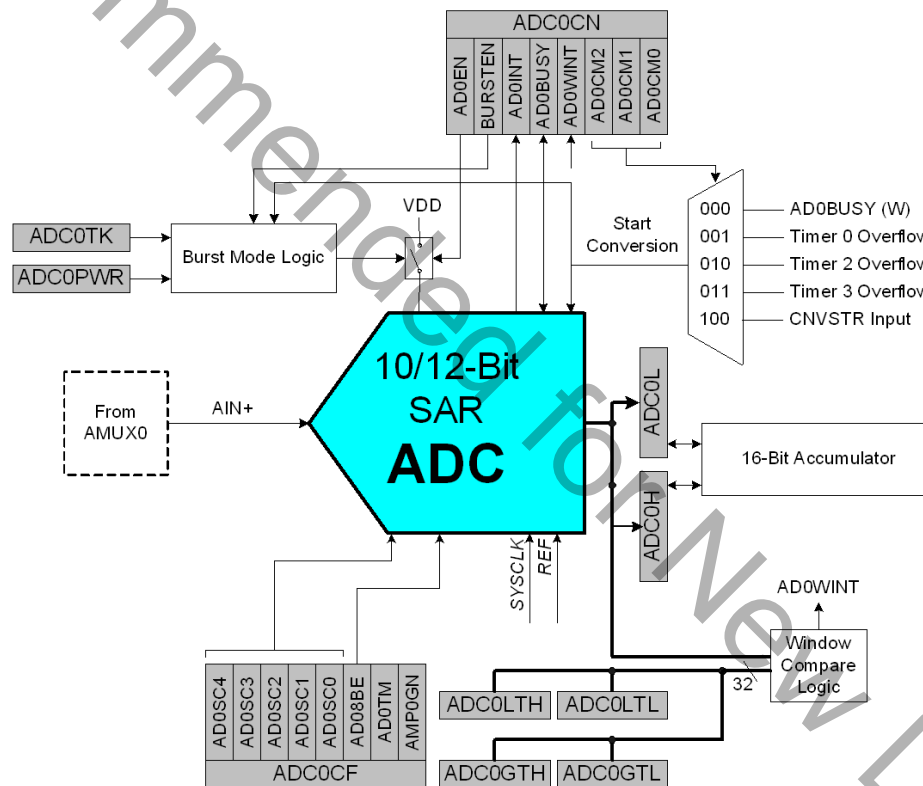 ADC0CN
AD0EN
BURSTEN
AD0INT
AD0BUSY
AD0WINT
AD0CM2
AD0CM1
AD0CM0
VDD
Start
Conversion
000
001
010
011
100
AD0BUSY (W)
Timer 0 Overflow
Timer 2 Overflow
Timer 3 Overflow
CNVSTR Input
ADC0TK
ADC0PWR
Burst Mode Logic
From
AMUX0
AIN+
10/12-Bit
SAR
ADC
ADC0L
ADC0H
16-Bit Accumulator
SYSCLK
REF
AD0WINT
Window
Compare
Logic
32
AD0SC4
AD0SC3
AD0SC2
AD0SC1
AD0SC0
AD08BE
AD0TM
AMP0GN
ADC0CF
ADC0LTH
ADC0LTL
ADC0GTH
ADC0GTL
mmended for New